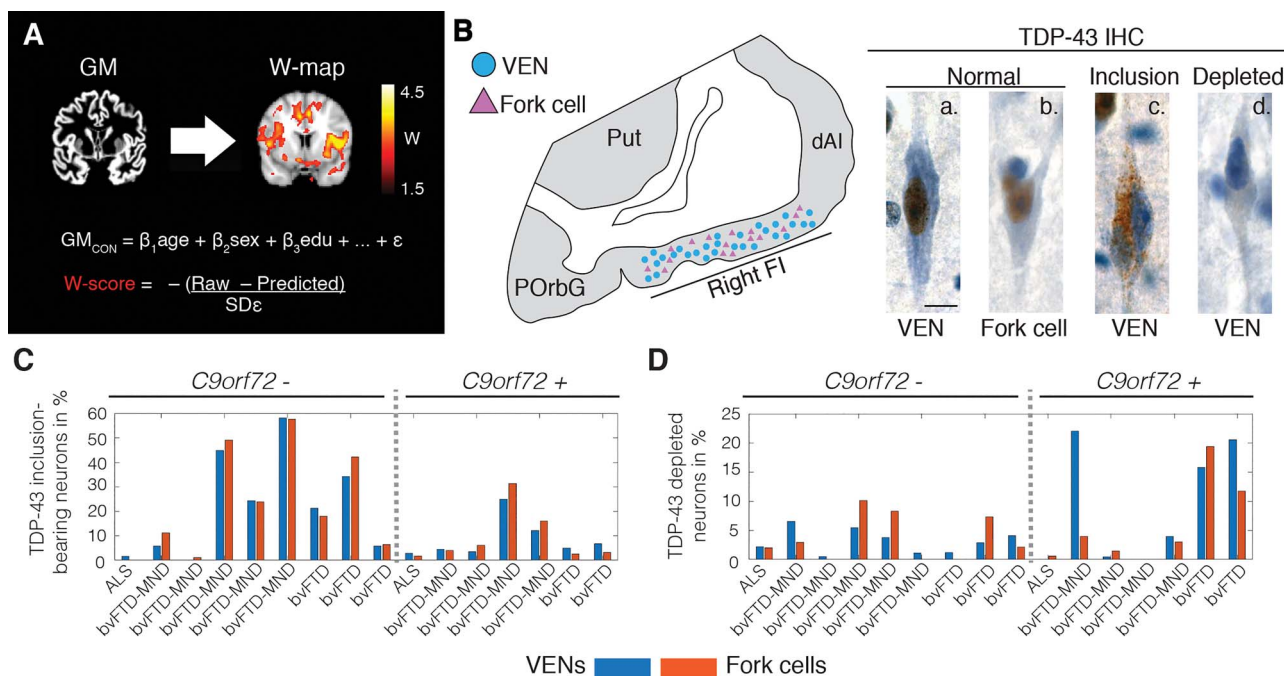 A
GM
W-map
4.5
W
1.5
GM_CON = β₁age + β₂sex + β₃edu + ... + ε
W-score = - (Raw - Predicted)
SDε
B
VEN
Fork cell
Put
dAI
POrbG
Right FI
TDP-43 IHC
Normal Inclusion Depleted
a. b. c. d.
VEN Fork cell VEN VEN
C
C9orf72 - C9orf72 +
TDP-43 inclusion-
bearing neurons in %
60
50
40
30
20
10
0
ALS
bvFTD-MND
bvFTD-MND
bvFTD-MND
bvFTD-MND
bvFTD-MND
bvFTD
bvFTD
bvFTD
ALS
bvFTD-MND
bvFTD-MND
bvFTD-MND
bvFTD-MND
bvFTD
bvFTD
D
C9orf72 - C9orf72 +
TDP-43 depleted
neurons in %
25
20
15
10
5
0
ALS
bvFTD-MND
bvFTD-MND
bvFTD-MND
bvFTD-MND
bvFTD-MND
bvFTD
bvFTD
bvFTD
ALS
bvFTD-MND
bvFTD-MND
bvFTD-MND
bvFTD-MND
bvFTD
bvFTD
VENs Fork cells